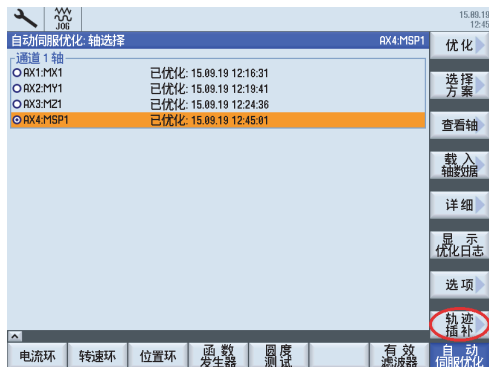 JOG
15.09.19
12:45
自动伺服优化: 轴选择 AX4:MSP1
通道 1 轴
AX1:MX1 已优化: 15.09.19 12:16:31
AX2:MY1 已优化: 15.09.19 12:19:41
AX3:MZ1 已优化: 15.09.19 12:24:36
AX4:MSP1 已优化: 15.09.19 12:45:01
优化
选择
方案
查看轴
载入
轴数据
详细
显示
优化日志
选项
轨迹
插补
电流环
转速环
位置环
函数
发生器
圆度
测试
有效
滤波器
自动
伺服优化